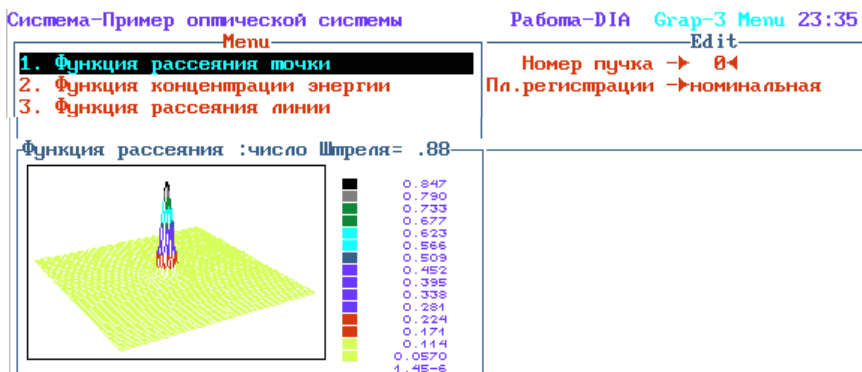 Система-Пример оптической системы Работа-DIA Grap-3 Menu 23:35
Menu
1. Функция рассеяния точки
2. Функция концентрации энергии
3. Функция рассеяния линии
Edit
Номер пучка → 0
Пл.регистрации →номинальная
Функция рассеяния :число Штреля= .88
0.847
0.790
0.733
0.677
0.623
0.566
0.509
0.452
0.395
0.338
0.281
0.224
0.171
0.114
0.0570
1.45-6